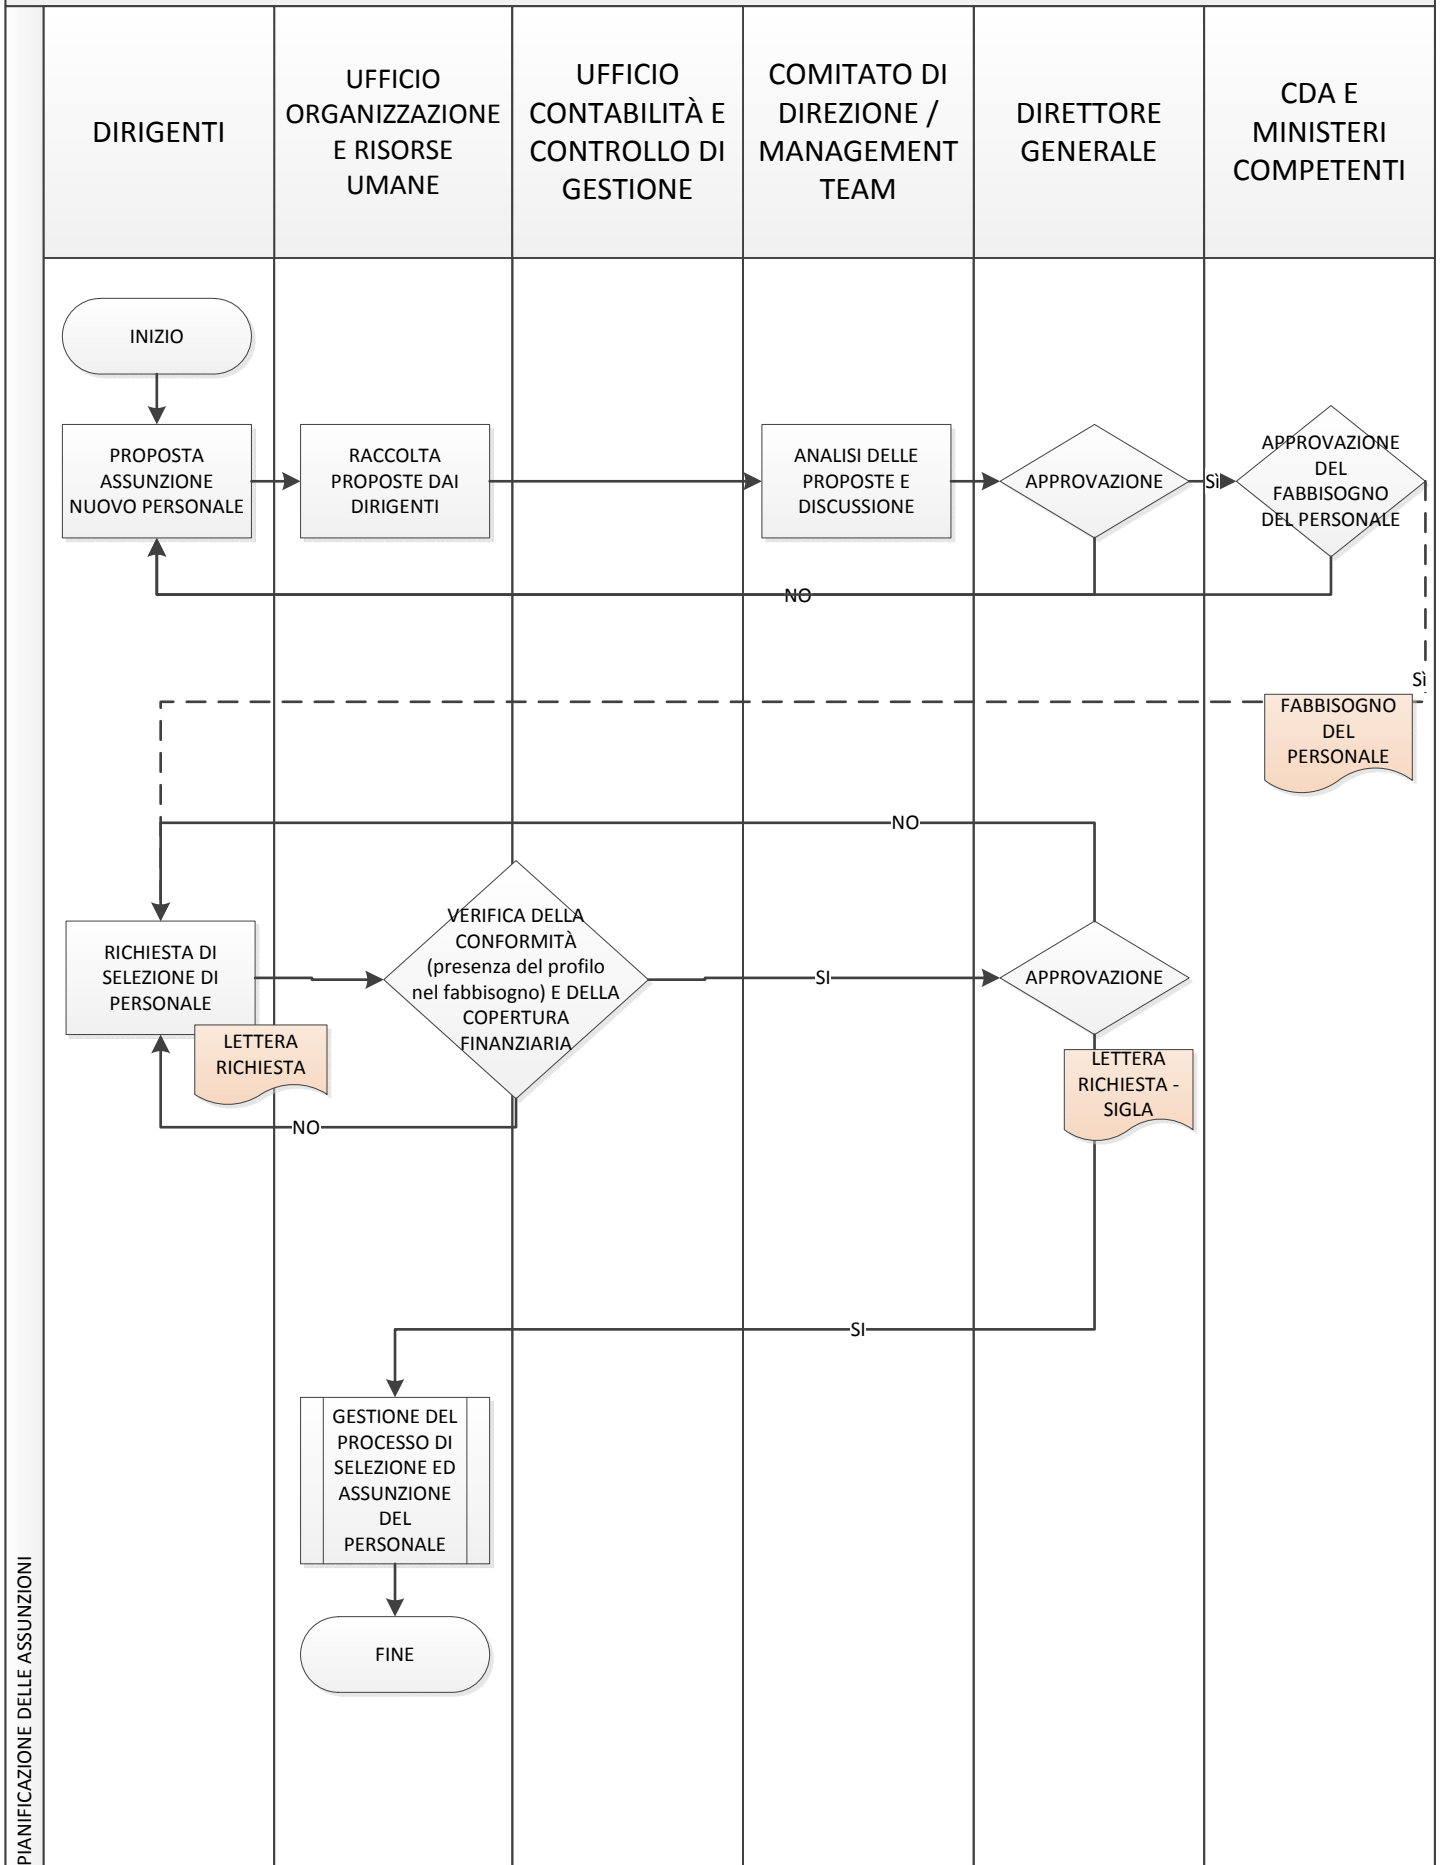 DIRIGENTI
UFFICIO
ORGANIZZAZIONE
E RISORSE
UMANE
UFFICIO
CONTABILITÀ E
CONTROLLO DI
GESTIONE
COMITATO DI
DIREZIONE /
MANAGEMENT
TEAM
DIRETTORE
GENERALE
CDA E
MINISTERI
COMPETENTI
INIZIO
PROPOSTA
ASSUNZIONE
NUOVO PERSONALE
RACCOLTA
PROPOSTE DAI
DIRIGENTI
ANALISI DELLE
PROPOSTE E
DISCUSSIONE
APPROVAZIONE
Sì
APPROVAZIONE
DEL
FABBISOGNO
DEL PERSONALE
NO
Sì
FABBISOGNO
DEL
PERSONALE
NO
RICHIESTA DI
SELEZIONE DI
PERSONALE
LETTERA
RICHIESTA
VERIFICA DELLA
CONFORMITÀ
(presenza del profilo
nel fabbisogno) E DELLA
COPERTURA
FINANZIARIA
SI
APPROVAZIONE
LETTERA
RICHIESTA -
SIGLA
NO
SI
GESTIONE DEL
PROCESSO DI
SELEZIONE ED
ASSUNZIONE
DEL
PERSONALE
FINE
PIANIFICAZIONE DELLE ASSUNZIONI